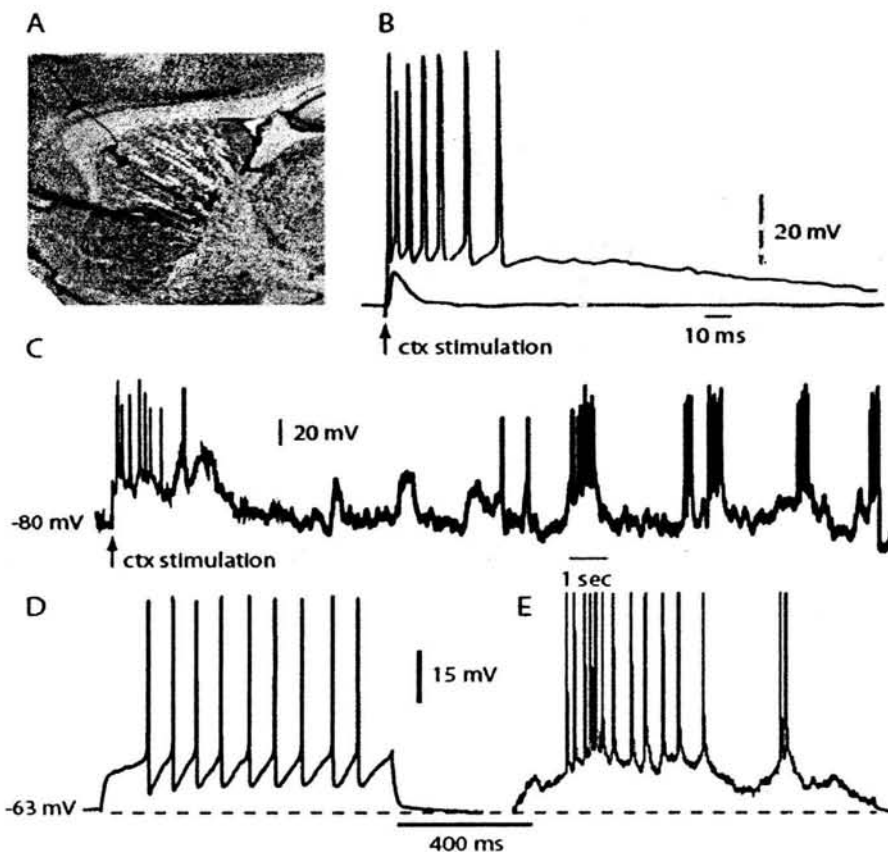 A
B
20 mV
10 ms
ctx stimulation
C
20 mV
-80 mV
ctx stimulation
1 sec
D
E
15 mV
-63 mV
400 ms